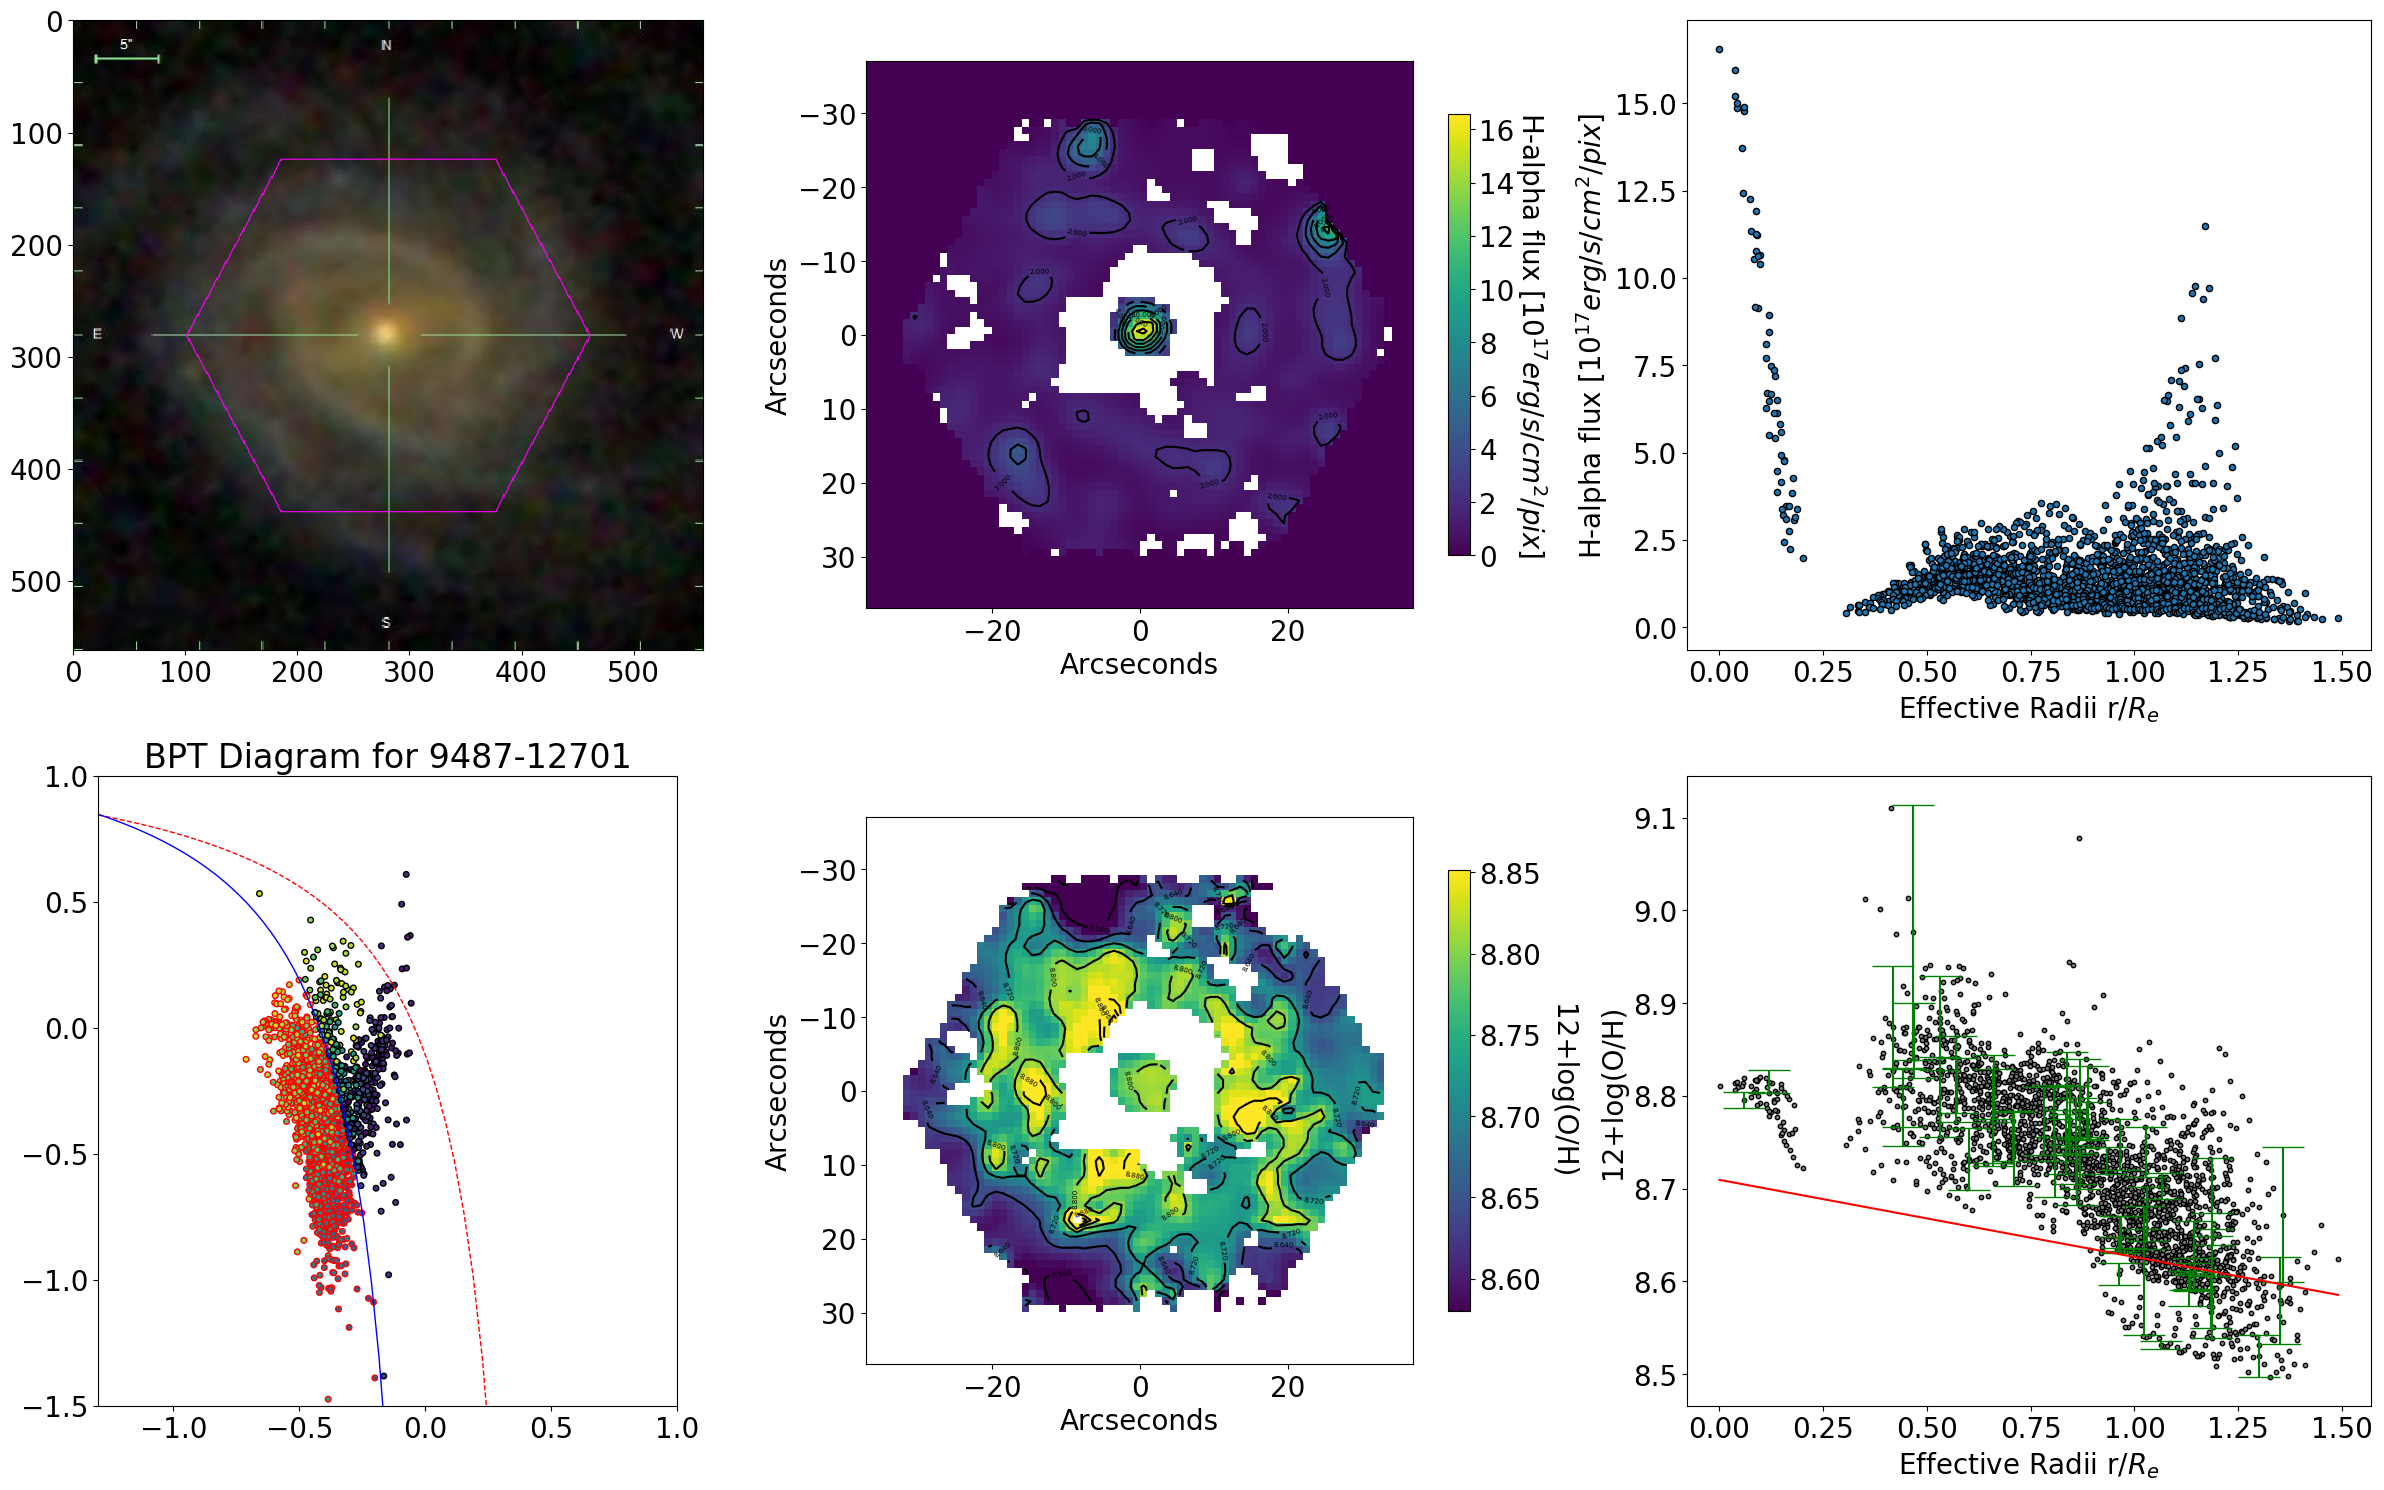 0
100
200
300
400
500
0 100 200 300 400 500
5"
N
E
W
S
−30
−20
−10
0
10
20
30
−20 0 20
Arcseconds
Arcseconds
16
14
12
10
8
6
4
2
0
H-alpha flux [10^17 erg/s/cm^2/pix]
H-alpha flux [10^17 erg/s/cm^2/pix]
15.0
12.5
10.0
7.5
5.0
2.5
0.0
0.00 0.25 0.50 0.75 1.00 1.25 1.50
Effective Radii r/R_e
BPT Diagram for 9487-12701
1.0
0.5
0.0
−0.5
−1.0
−1.5
−1.0 −0.5 0.0 0.5 1.0
−30
−20
−10
0
10
20
30
−20 0 20
Arcseconds
Arcseconds
8.85
8.80
8.75
8.70
8.65
8.60
12+log(O/H)
12+log(O/H)
9.1
9.0
8.9
8.8
8.7
8.6
8.5
0.00 0.25 0.50 0.75 1.00 1.25 1.50
Effective Radii r/R_e